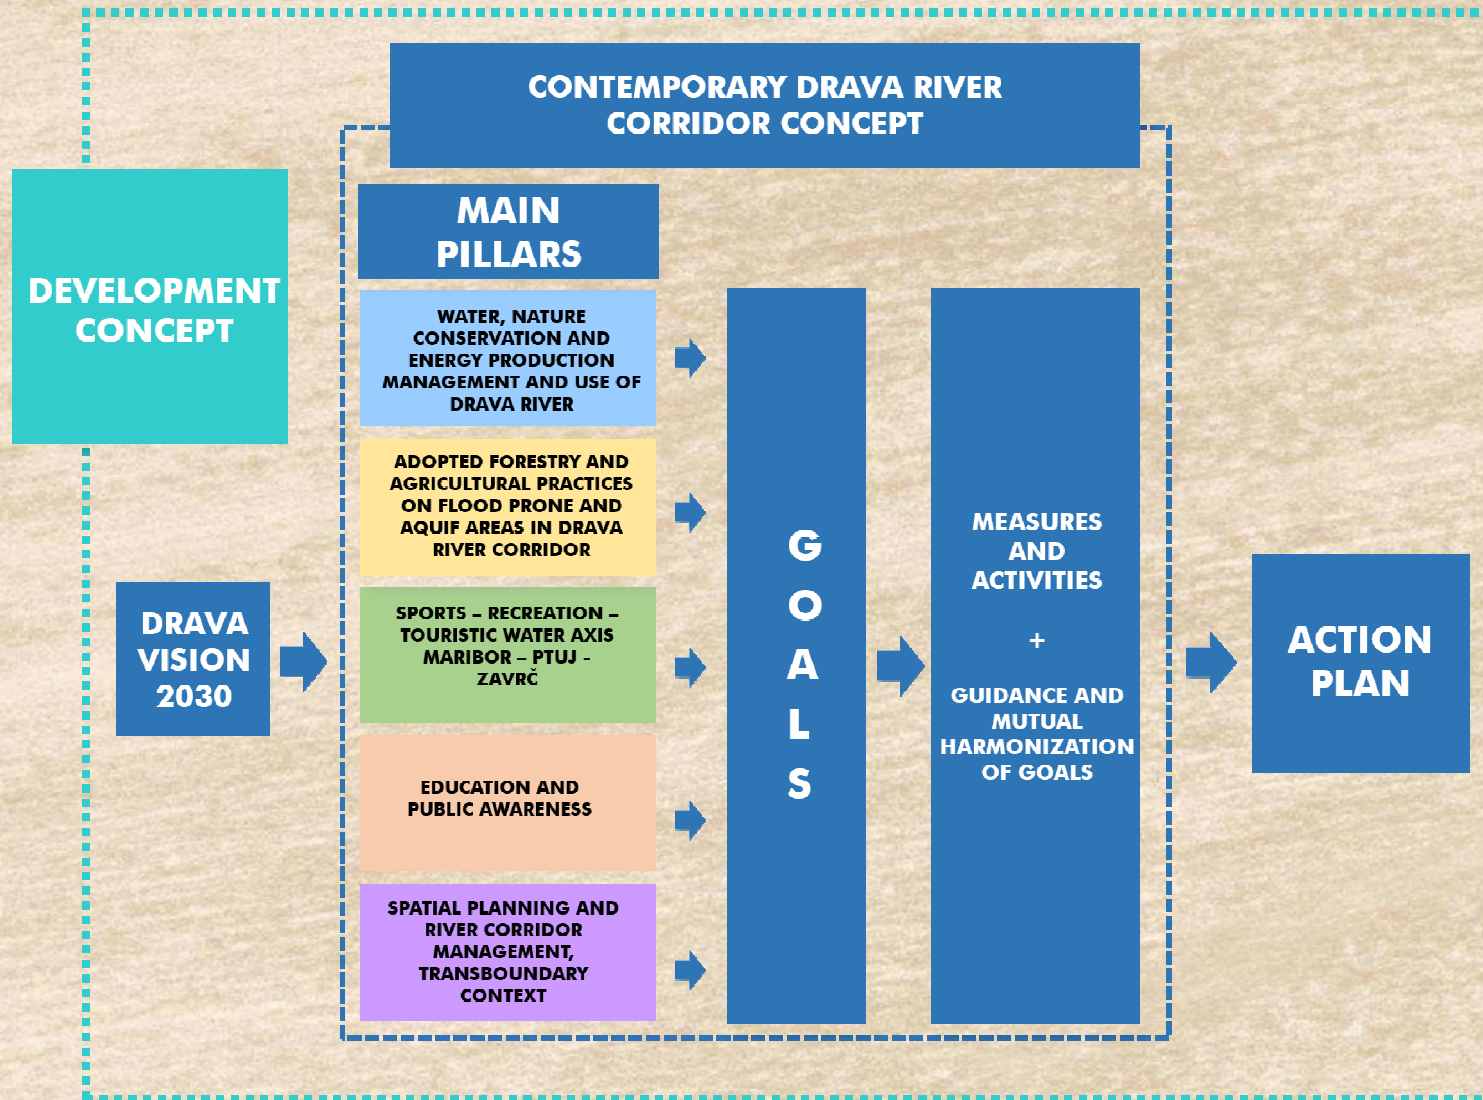 CONTEMPORARY DRAVA RIVER
CORRIDOR CONCEPT
DEVELOPMENT
CONCEPT
MAIN
PILLARS
WATER, NATURE
CONSERVATION AND
ENERGY PRODUCTION
MANAGEMENT AND USE OF
DRAVA RIVER
ADOPTED FORESTRY AND
AGRICULTURAL PRACTICES
ON FLOOD PRONE AND
AQUIF AREAS IN DRAVA
RIVER CORRIDOR
SPORTS – RECREATION –
TOURISTIC WATER AXIS
MARIBOR – PTUJ -
ZAVRČ
EDUCATION AND
PUBLIC AWARENESS
SPATIAL PLANNING AND
RIVER CORRIDOR
MANAGEMENT,
TRANSBOUNDARY
CONTEXT
DRAVA
VISION
2030
G
O
A
L
S
MEASURES
AND
ACTIVITIES
+
GUIDANCE AND
MUTUAL
HARMONIZATION
OF GOALS
ACTION
PLAN